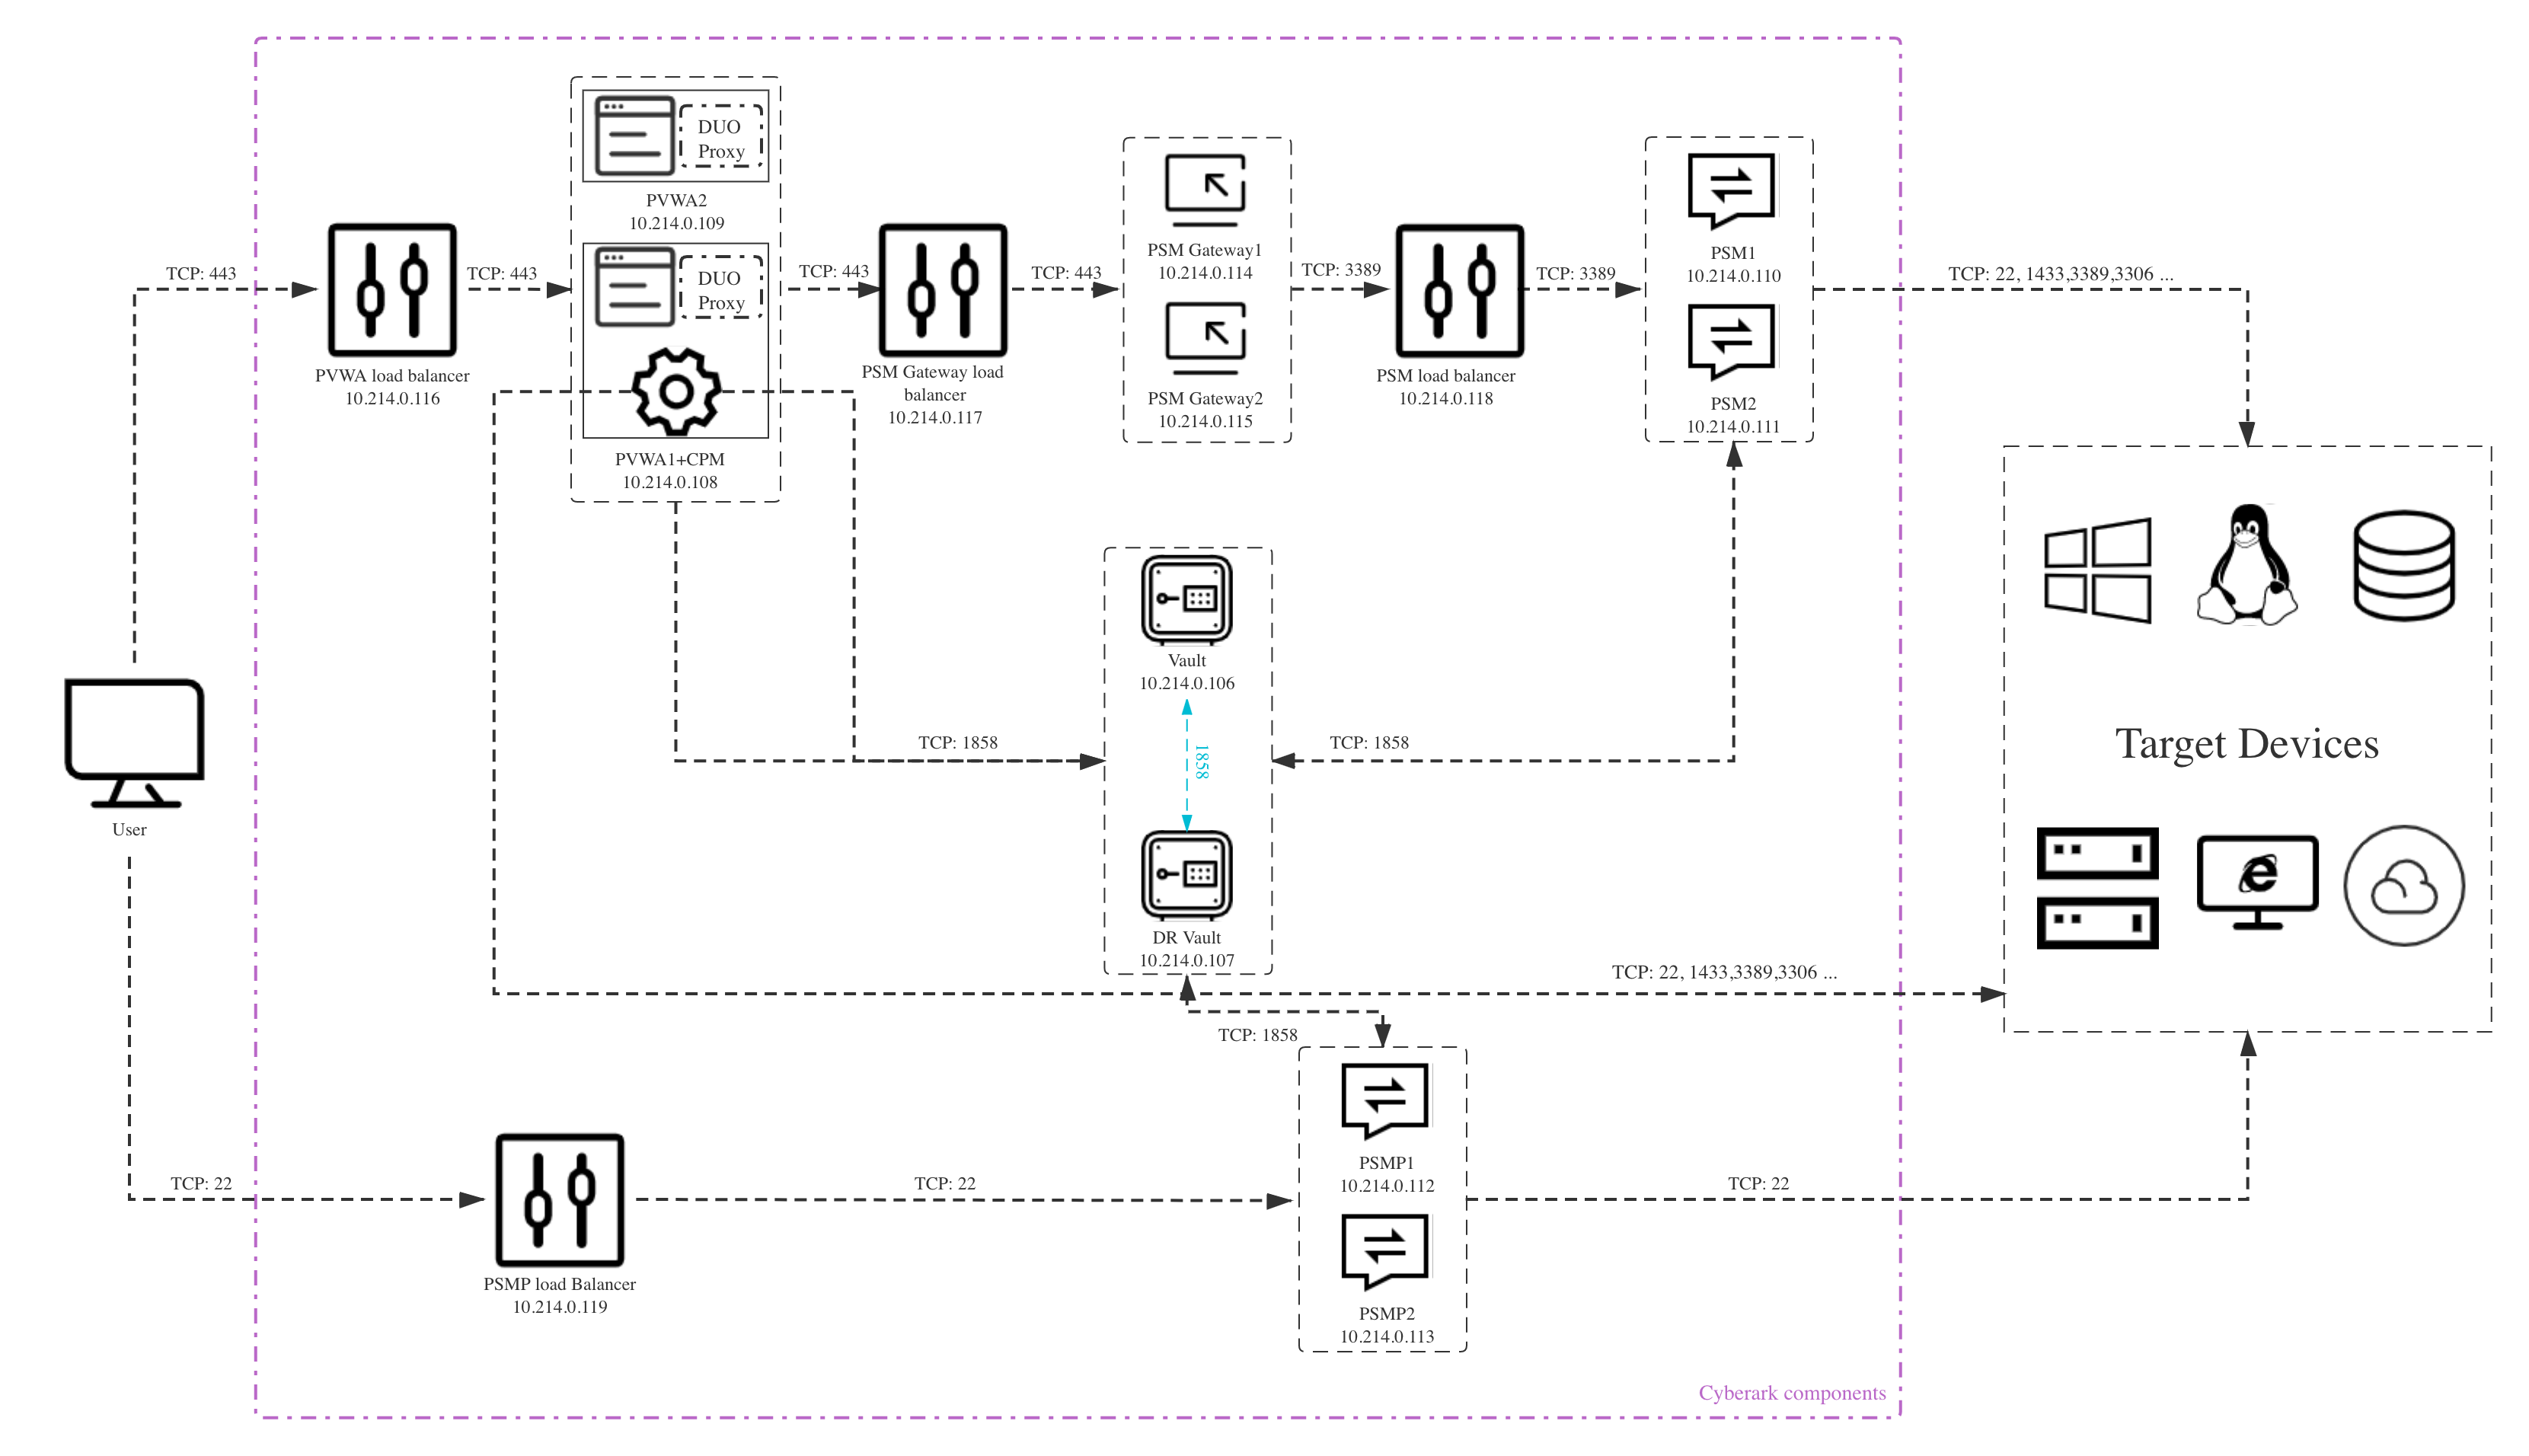 DUO
Proxy
PVWA2
10.214.0.109
TCP: 443
TCP: 443
DUO
Proxy
TCP: 443
TCP: 443
PSM Gateway1
10.214.0.114
TCP: 3389
TCP: 3389
PSM1
10.214.0.110
TCP: 22, 1433,3389,3306 ...
PVWA load balancer
10.214.0.116
PSM Gateway load
balancer
10.214.0.117
PSM Gateway2
10.214.0.115
PSM load balancer
10.214.0.118
PSM2
10.214.0.111
PVWA1+CPM
10.214.0.108
Vault
10.214.0.106
TCP: 1858
1858
TCP: 1858
Target Devices
User
DR Vault
10.214.0.107
TCP: 22, 1433,3389,3306 ...
TCP: 1858
PSMP1
10.214.0.112
TCP: 22
TCP: 22
TCP: 22
PSMP load Balancer
10.214.0.119
PSMP2
10.214.0.113
Cyberark components